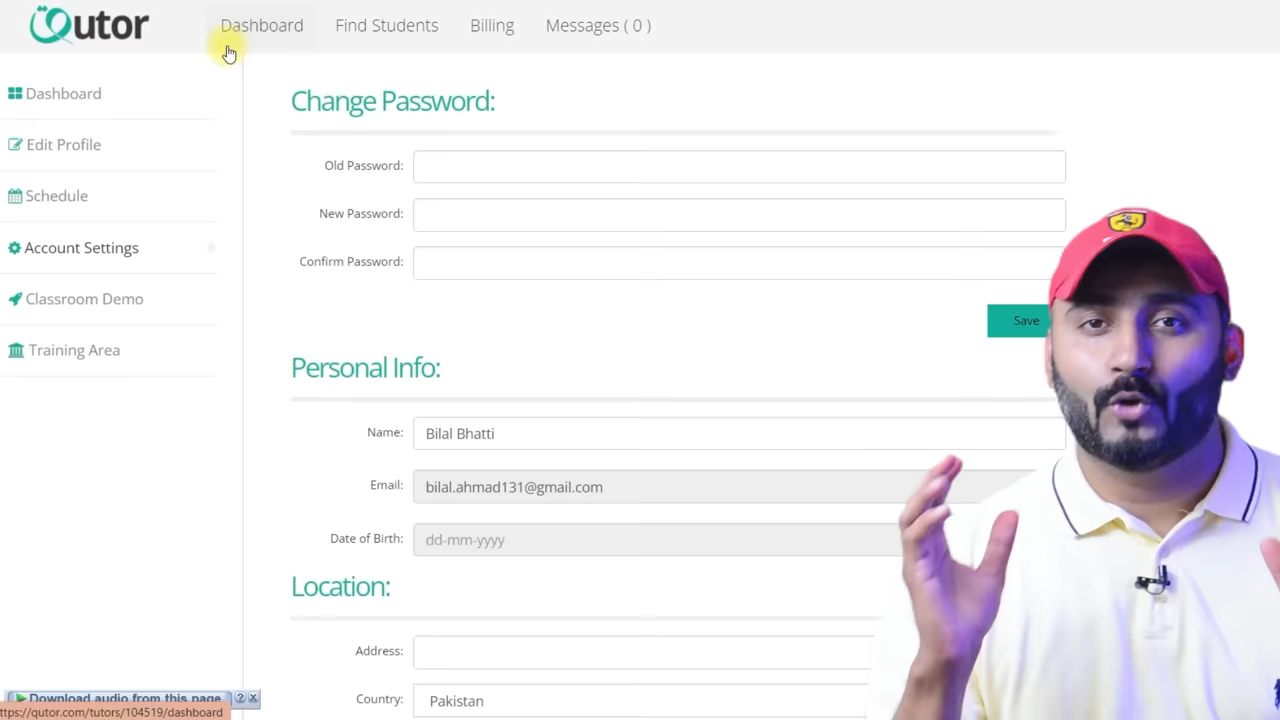 Qutor
Dashboard Find Students Billing Messages ( 0 )
Dashboard
Edit Profile
Schedule
Account Settings
Classroom Demo
Training Area
Change Password:
Old Password:
New Password:
Confirm Password:
Save
Personal Info:
Name: Bilal Bhatti
Email: bilal.ahmad131@gmail.com
Date of Birth: dd-mm-yyyy
Location:
Address:
Country: Pakistan
Download audio from this page ? X
ttps://qutor.com/tutors/104519/dashboard